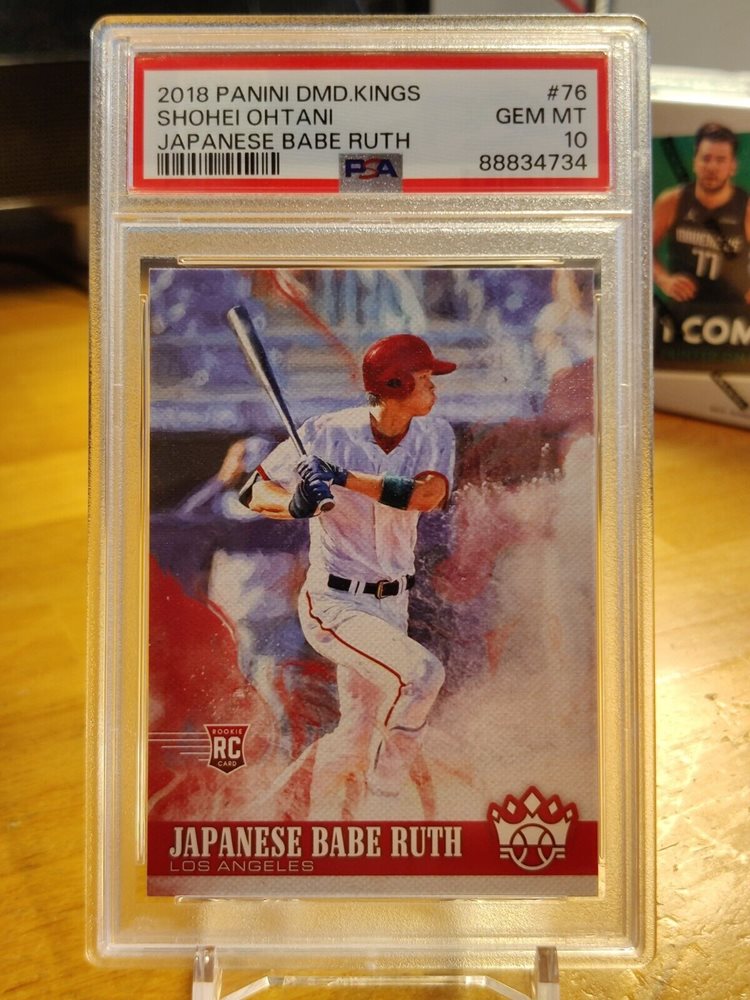 2018 PANINI DMD.KINGS #76
SHOHEI OHTANI GEM MT
JAPANESE BABE RUTH 10
PSA 88834734
77
COM
ROOKIE
RC
CARD
JAPANESE BABE RUTH
LOS ANGELES